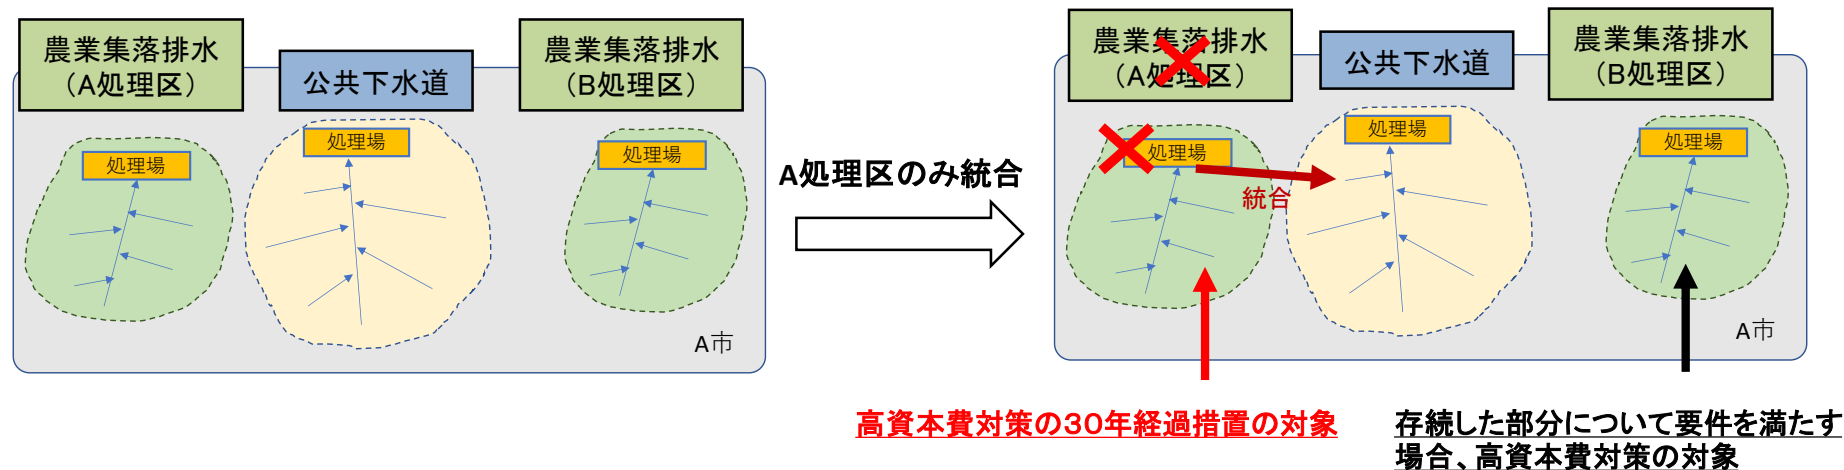 農業集落排水
（A処理区）
公共下水道
農業集落排水
（B処理区）
処理場
処理場
処理場
A市
A処理区のみ統合
農業集落排水
（A処理区）
公共下水道
農業集落排水
（B処理区）
処理場
処理場
処理場
統合
A市
高資本費対策の３０年経過措置の対象
存続した部分について要件を満たす
場合、高資本費対策の対象